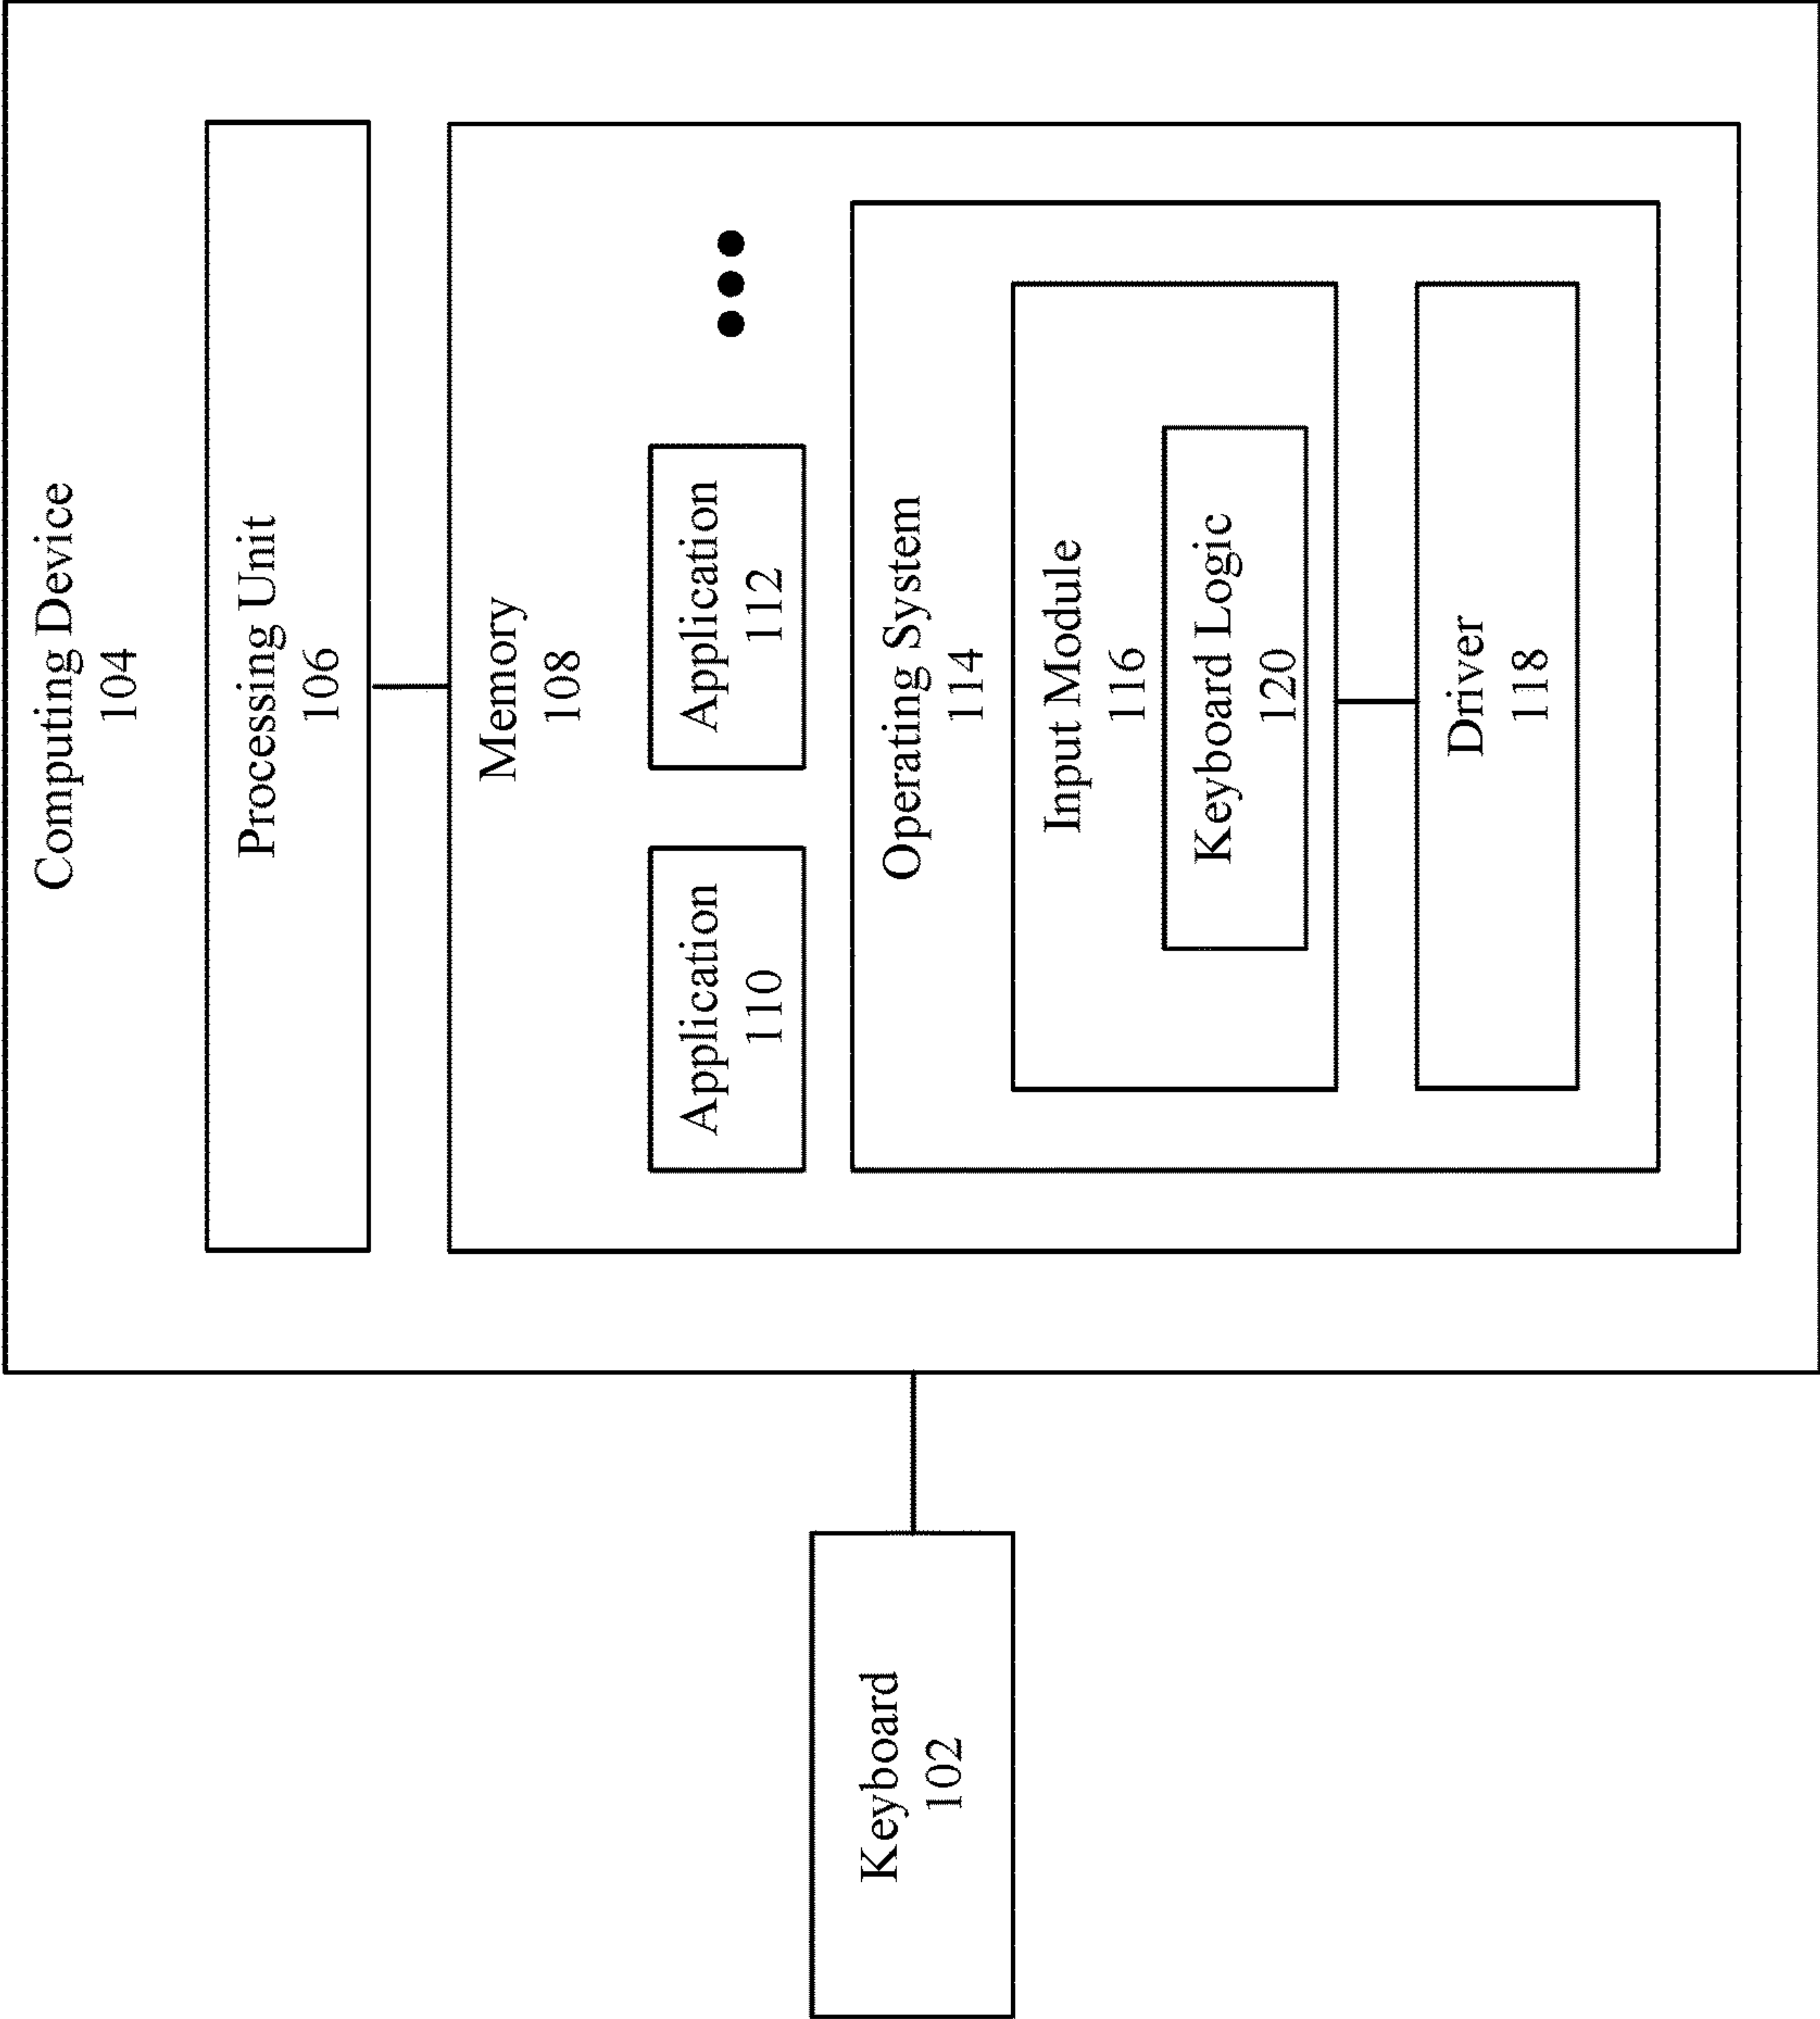 Computing Device
104
Processing Unit
106
Memory
108
Application
110
Application
112
Operating System
114
Input Module
116
Keyboard Logic
120
Driver
118
Keyboard
102